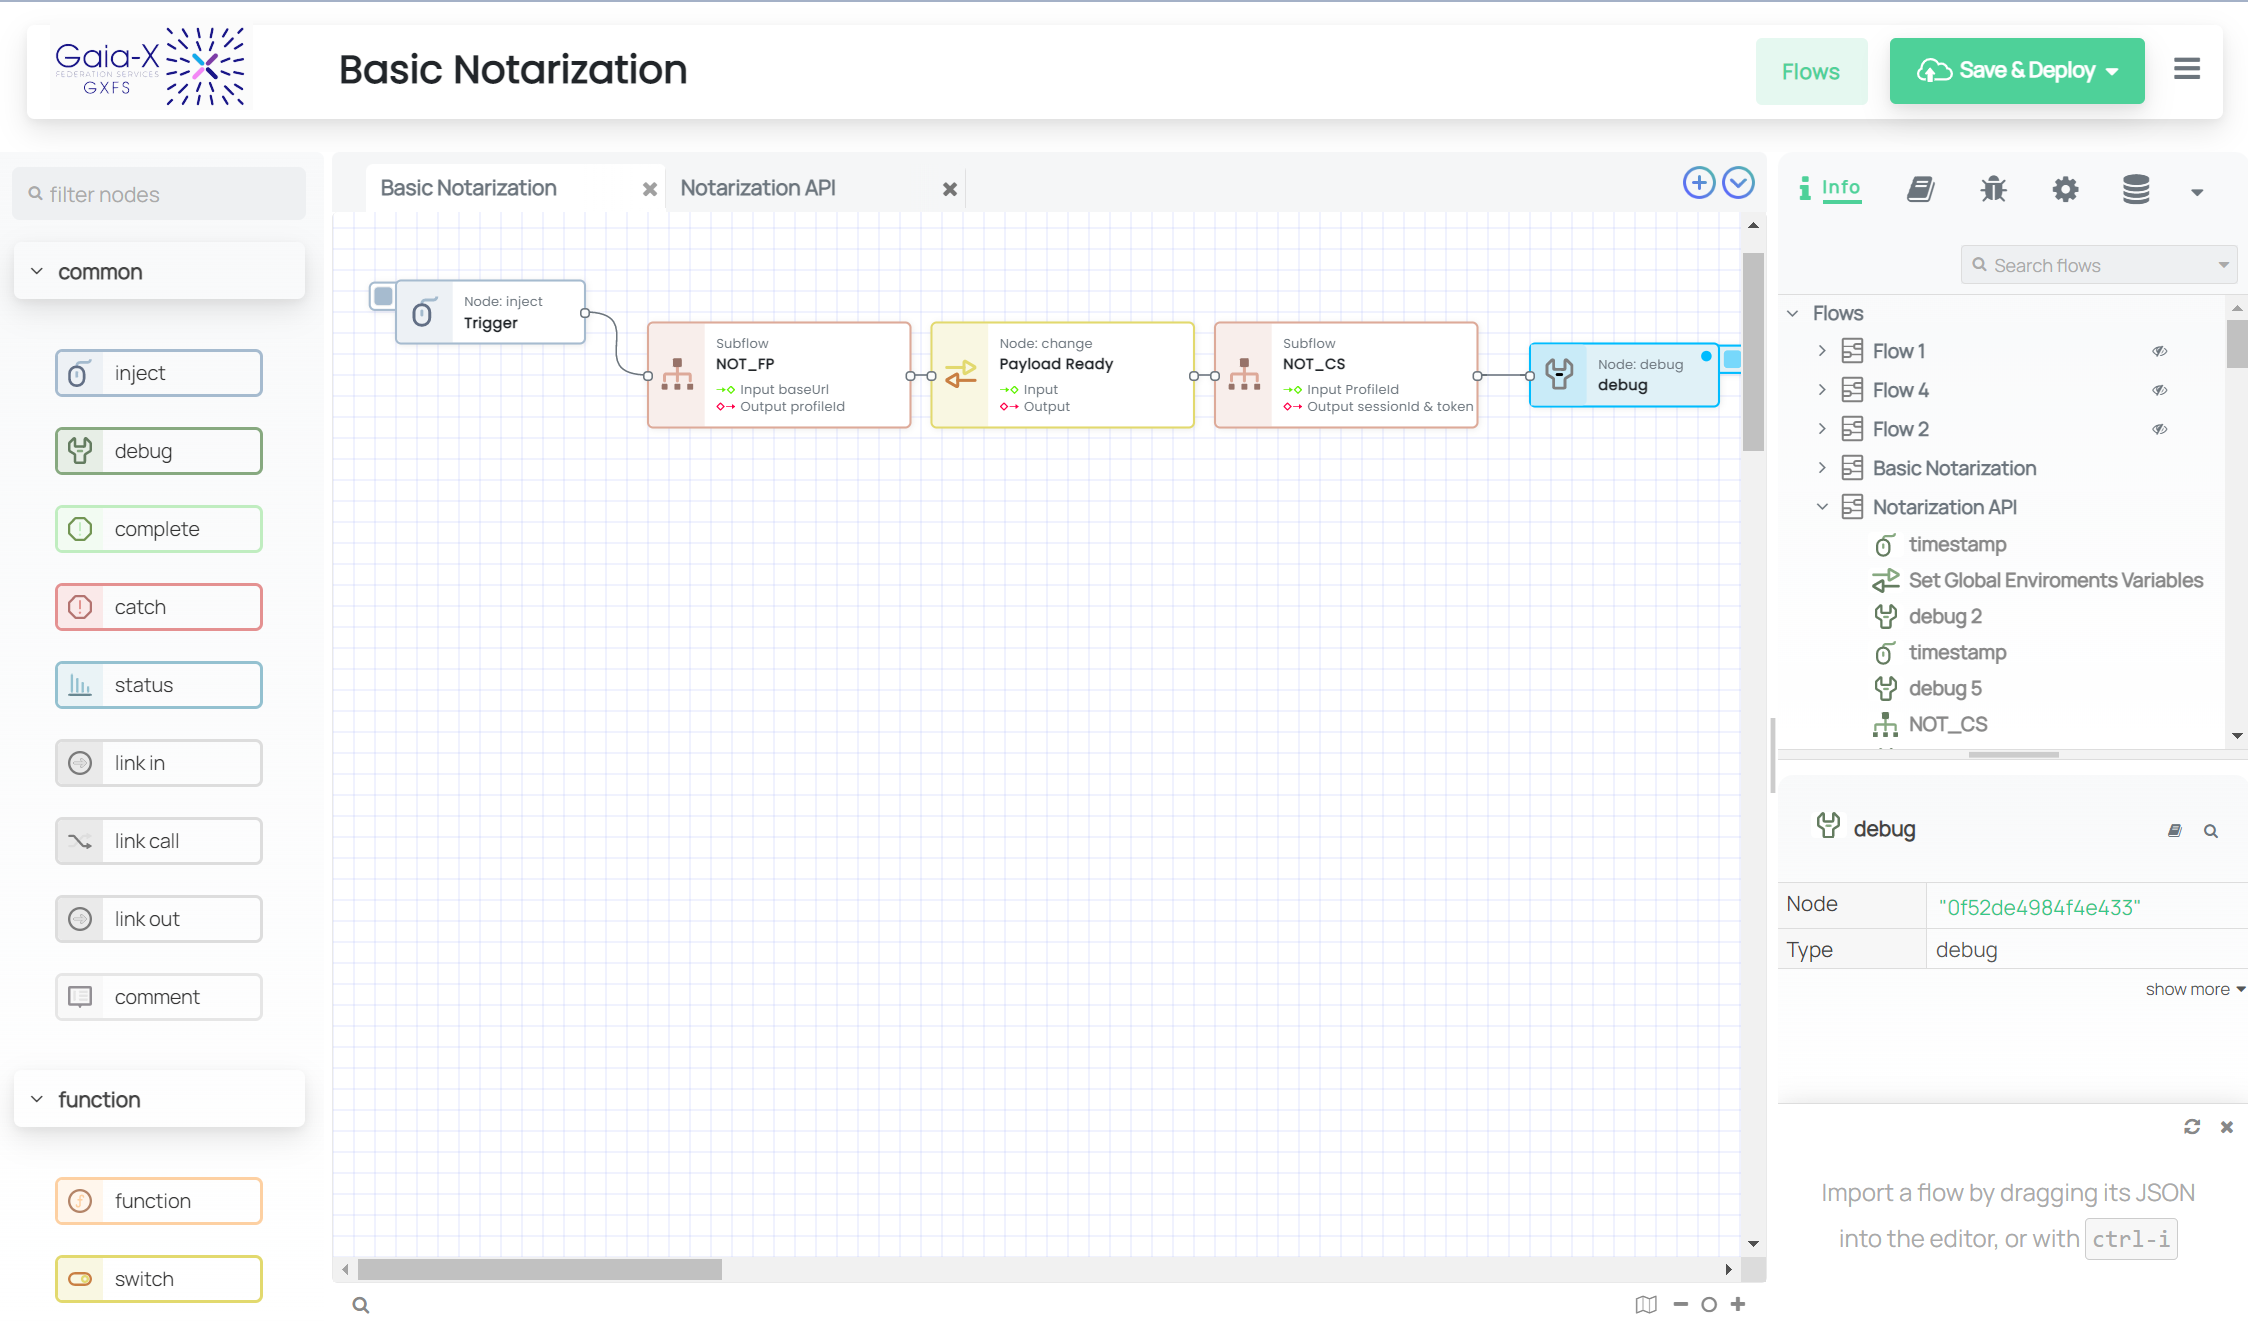 Gaia-X
FEDERATION SERVICES
GXFS
Basic Notarization
Flows
Save & Deploy
filter nodes
common
inject
debug
complete
catch
status
link in
link call
link out
comment
function
function
switch
Basic Notarization
Notarization API
Node: inject
Trigger
Subflow
NOT_FP
Input baseUrl
Output profileId
Node: change
Payload Ready
Input
Output
Subflow
NOT_CS
Input ProfileId
Output sessionId & token
Node: debug
debug
Info
Search flows
Flows
Flow 1
Flow 4
Flow 2
Basic Notarization
Notarization API
timestamp
Set Global Enviroments Variables
debug 2
timestamp
debug 5
NOT_CS
debug
Node "0f52de4984f4e433"
Type debug
show more
Import a flow by dragging its JSON
into the editor, or with ctrl-i